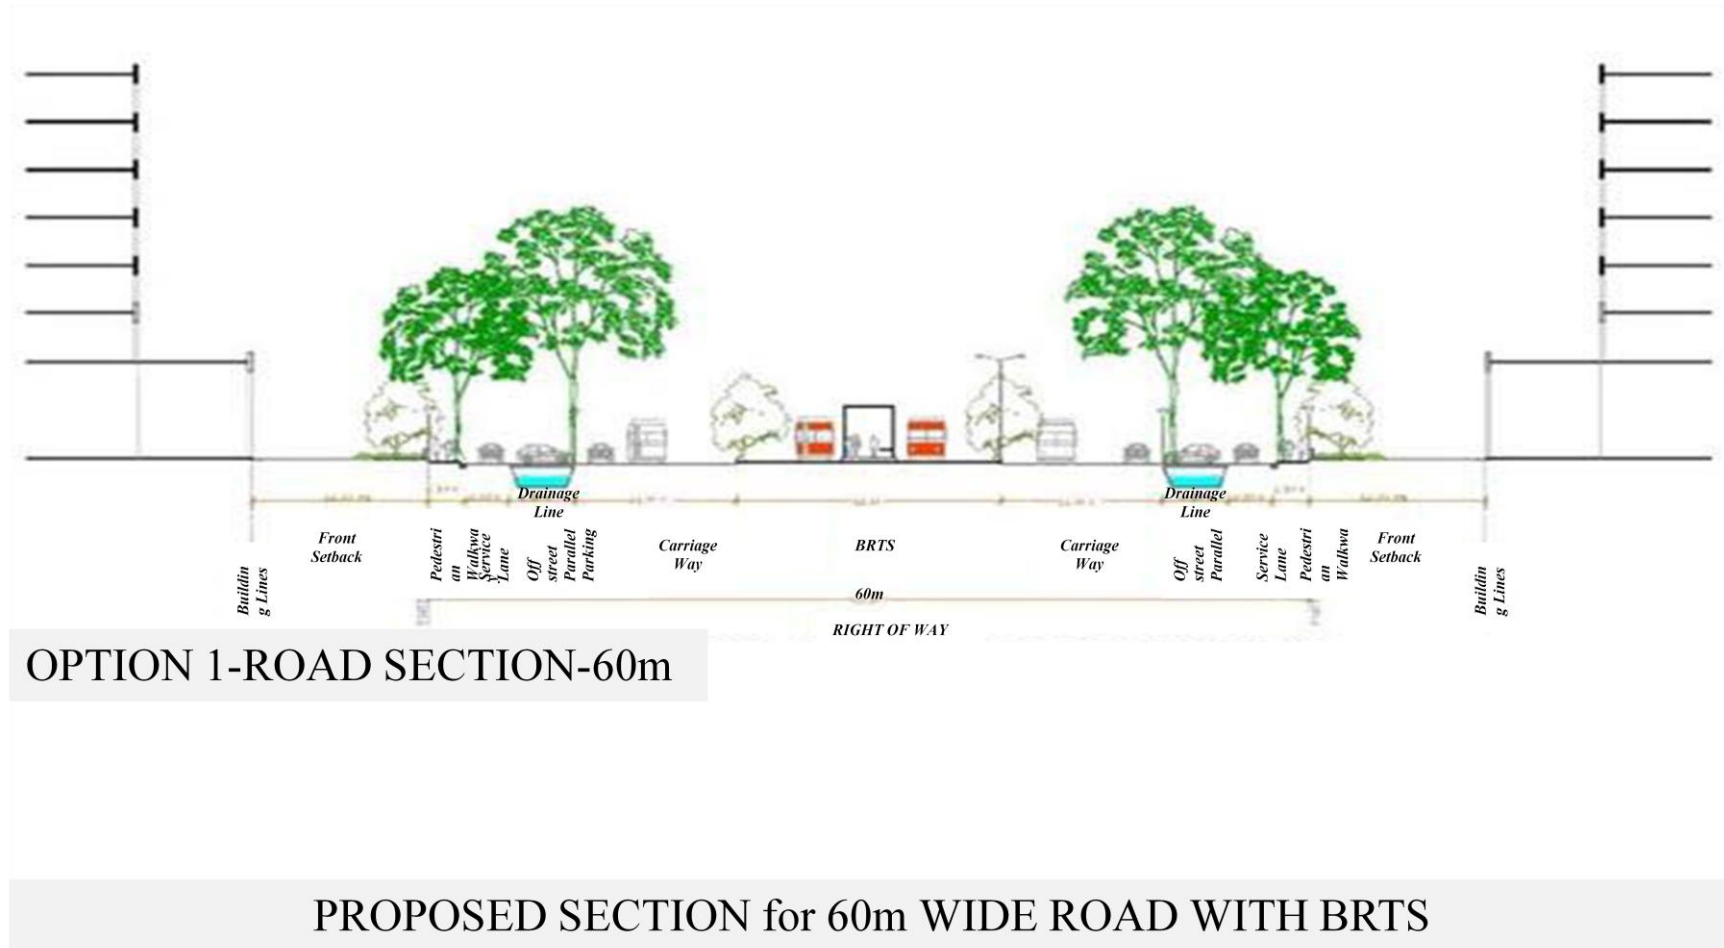 Drainage
Line
Drainage
Line
Buildin
g Lines
Front
Setback
Pedestri
an
Walkwa
Service
Lane
Off
street
Parallel
Parking
Carriage
Way
BRTS
Carriage
Way
Off
street
Parallel
Service
Lane
Pedestri
an
Walkwa
Front
Setback
Buildin
g Lines
60m
RIGHT OF WAY
OPTION 1-ROAD SECTION-60m
PROPOSED SECTION for 60m WIDE ROAD WITH BRTS